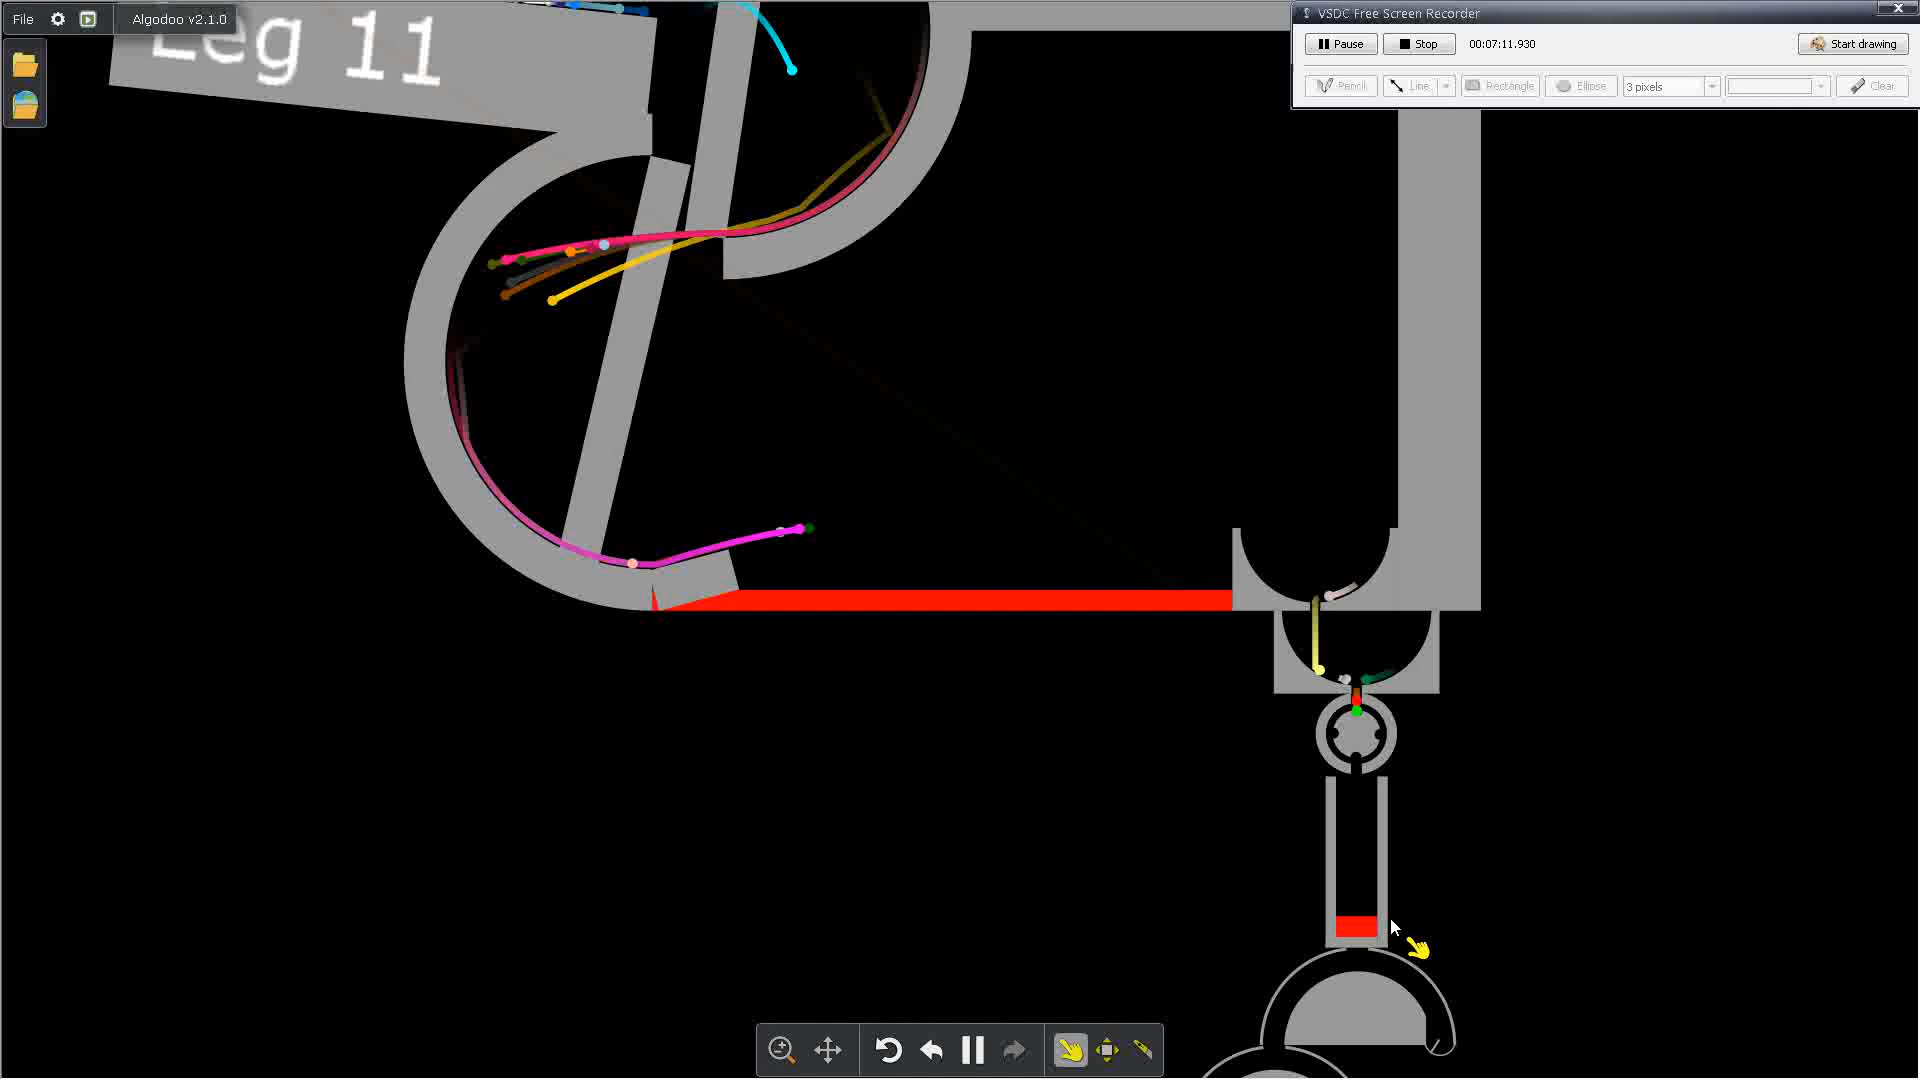 File
Algodoo v2.1.0
Leg 11
VSDC Free Screen Recorder
Pause
Stop
00:07:11.930
Start drawing
Pencil
Line
Rectangle
Ellipse
3 pixels
Clear